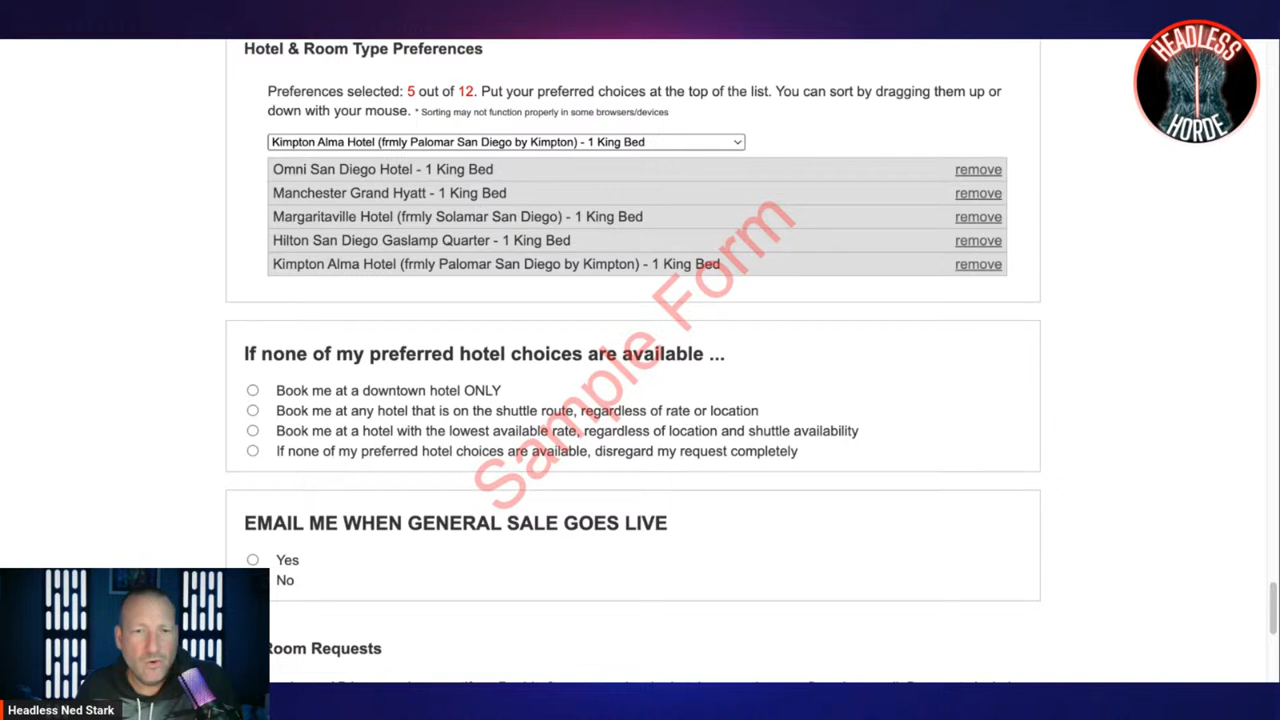 HEADLESS
HORDE
Hotel & Room Type Preferences
Preferences selected: 5 out of 12. Put your preferred choices at the top of the list. You can sort by dragging them up or
down with your mouse. * Sorting may not function properly in some browsers/devices
Kimpton Alma Hotel (frmly Palomar San Diego by Kimpton) - 1 King Bed
Omni San Diego Hotel - 1 King Bed remove
Manchester Grand Hyatt - 1 King Bed remove
Margaritaville Hotel (frmly Solamar San Diego) - 1 King Bed remove
Hilton San Diego Gaslamp Quarter - 1 King Bed remove
Kimpton Alma Hotel (frmly Palomar San Diego by Kimpton) - 1 King Bed remove
Sample Form
If none of my preferred hotel choices are available ...
Book me at a downtown hotel ONLY
Book me at any hotel that is on the shuttle route, regardless of rate or location
Book me at a hotel with the lowest available rate, regardless of location and shuttle availability
If none of my preferred hotel choices are available, disregard my request completely
EMAIL ME WHEN GENERAL SALE GOES LIVE
Yes
No
Room Requests
Headless Ned Stark